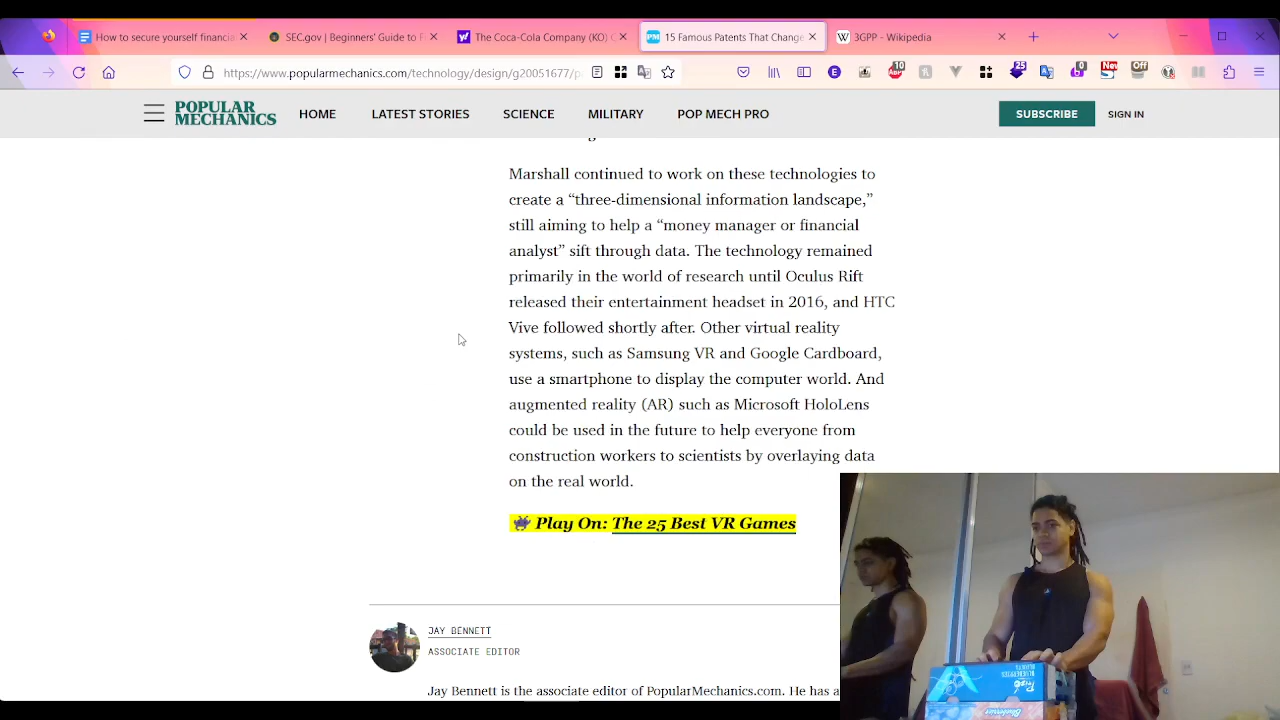 How to secure yourself financia
SEC.gov | Beginners' Guide to F
The Coca-Cola Company (KO) C
PM 15 Famous Patents That Change
W 3GPP - Wikipedia
https://www.popularmechanics.com/technology/design/g20051677/pa
10
25
0
New
Off
POPULAR
MECHANICS
HOME
LATEST STORIES
SCIENCE
MILITARY
POP MECH PRO
SUBSCRIBE
SIGN IN
Marshall continued to work on these technologies to
create a “three-dimensional information landscape,”
still aiming to help a “money manager or financial
analyst” sift through data. The technology remained
primarily in the world of research until Oculus Rift
released their entertainment headset in 2016, and HTC
Vive followed shortly after. Other virtual reality
systems, such as Samsung VR and Google Cardboard,
use a smartphone to display the computer world. And
augmented reality (AR) such as Microsoft HoloLens
could be used in the future to help everyone from
construction workers to scientists by overlaying data
on the real world.
Play On: The 25 Best VR Games
JAY BENNETT
ASSOCIATE EDITOR
Jay Bennett is the associate editor of PopularMechanics.com. He has a
BLUEBERRIES